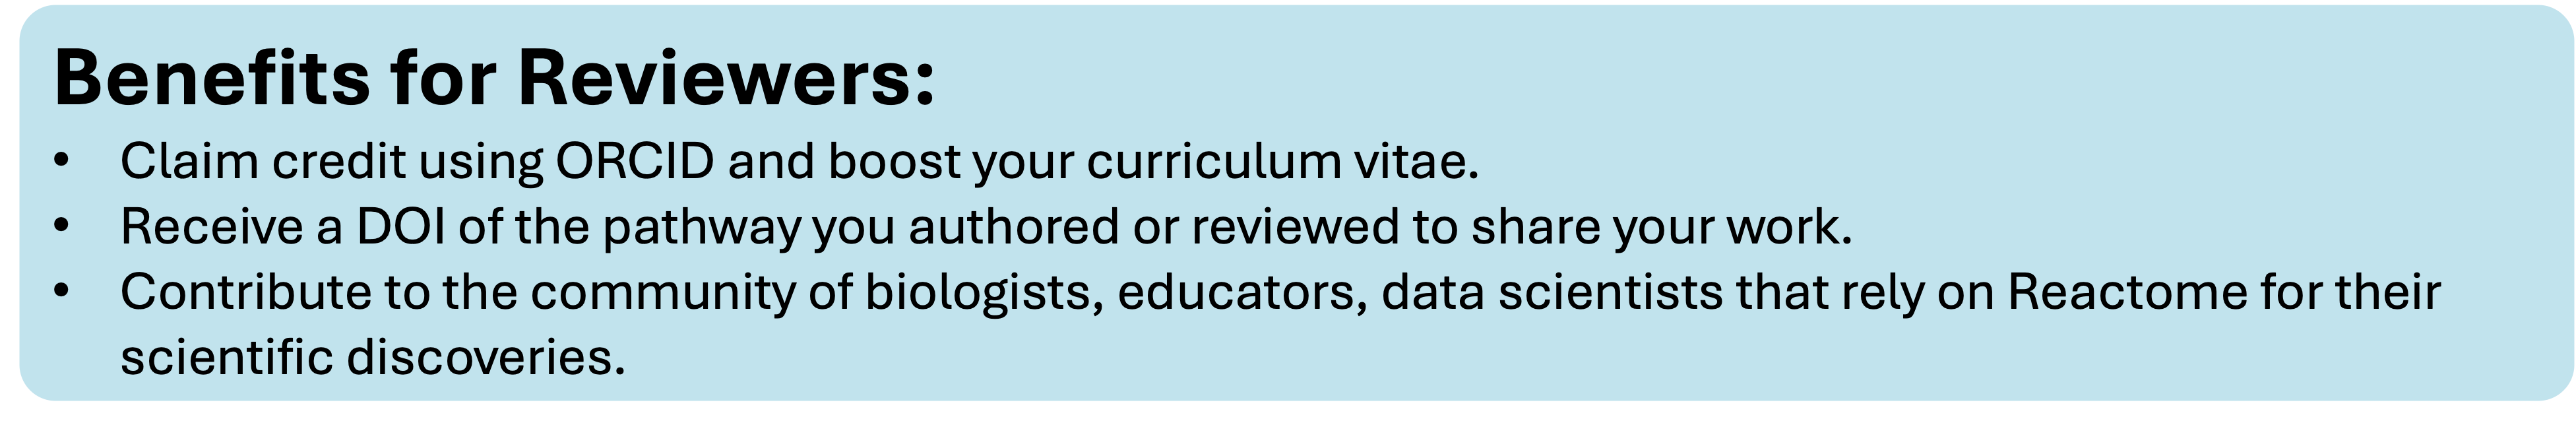 Benefits for Reviewers:
• Claim credit using ORCID and boost your curriculum vitae.
• Receive a DOI of the pathway you authored or reviewed to share your work.
• Contribute to the community of biologists, educators, data scientists that rely on Reactome for their
scientific discoveries.